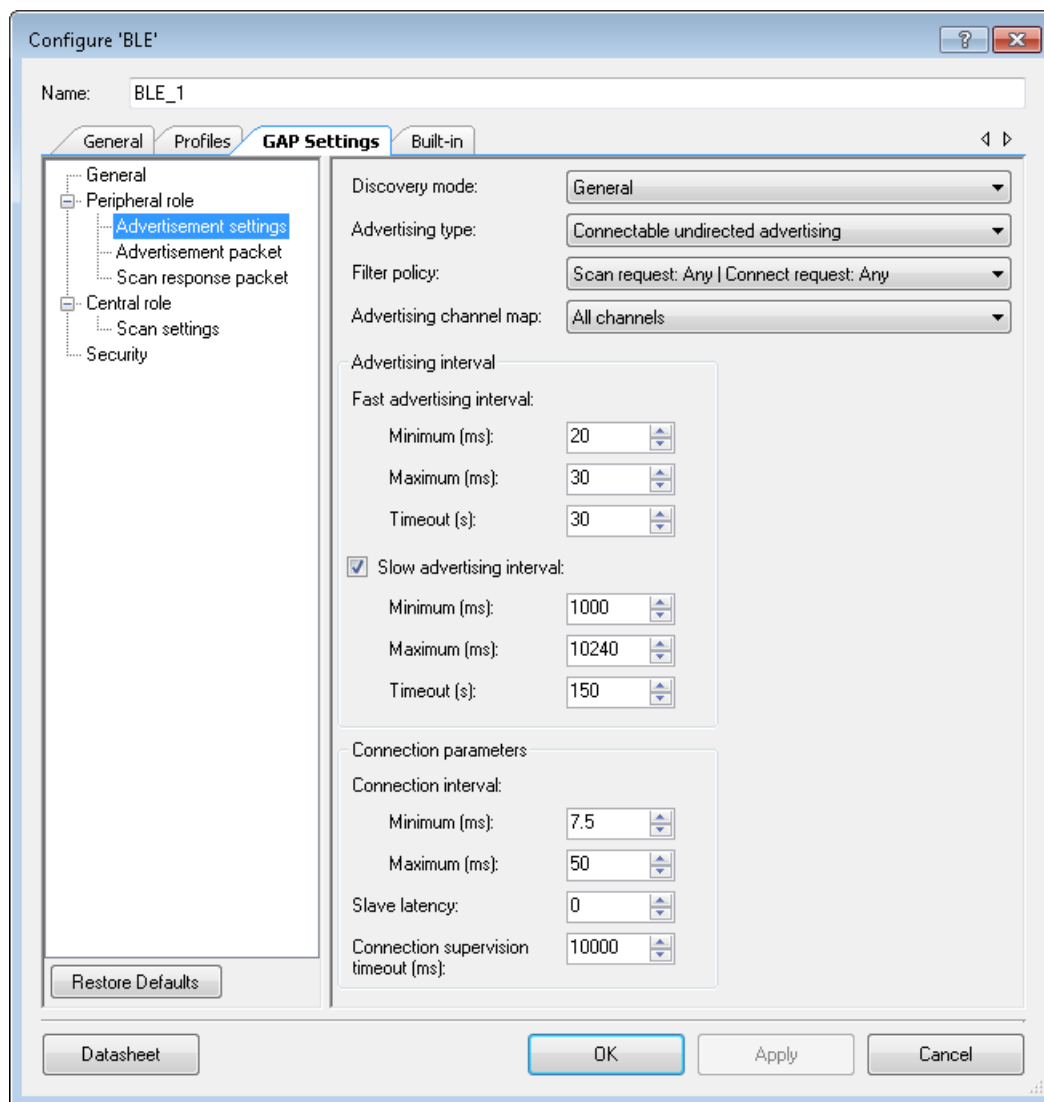 Configure 'BLE'
Name: BLE_1
General Profiles GAP Settings Built-in
General
Peripheral role
Advertisement settings
Advertisement packet
Scan response packet
Central role
Scan settings
Security
Restore Defaults
Discovery mode: General
Advertising type: Connectable undirected advertising
Filter policy: Scan request: Any | Connect request: Any
Advertising channel map: All channels
Advertising interval
Fast advertising interval:
Minimum (ms): 20
Maximum (ms): 30
Timeout (s): 30
Slow advertising interval:
Minimum (ms): 1000
Maximum (ms): 10240
Timeout (s): 150
Connection parameters
Connection interval:
Minimum (ms): 7.5
Maximum (ms): 50
Slave latency: 0
Connection supervision timeout (ms): 10000
Datasheet OK Apply Cancel